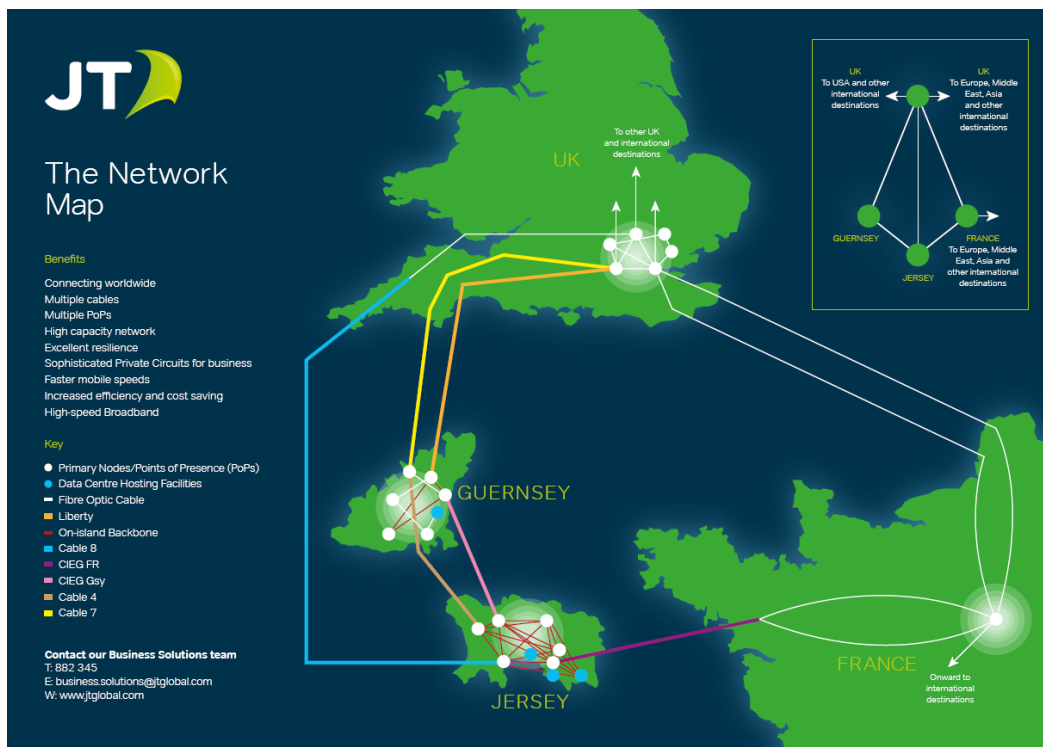 JT
The Network
Map
Benefits
Connecting worldwide
Multiple cables
Multiple PoPs
High capacity network
Excellent resilience
Sophisticated Private Circuits for business
Faster mobile speeds
Increased efficiency and cost saving
High-speed Broadband
Key
Primary Nodes/Points of Presence (PoPs)
Data Centre Hosting Facilities
Fibre Optic Cable
Liberty
On-island Backbone
Cable 8
CIEG FR
CIEG Gsy
Cable 4
Cable 7
Contact our Business Solutions team
T: 882 345
E: business.solutions@jtglobal.com
W: www.jtglobal.com
To other UK
and international
destinations
UK
GUERNSEY
JERSEY
FRANCE
Onward to
international
destinations
UK
To USA and other
international
destinations
UK
To Europe, Middle
East, Asia
and other
international
destinations
GUERNSEY
JERSEY
FRANCE
To Europe, Middle
East, Asia and
other international
destinations